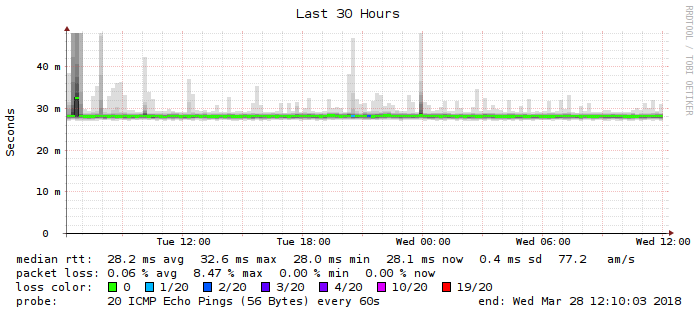 Last 30 Hours
RRDTOOL / TOBI OETIKER
Seconds
40 m
30 m
20 m
10 m
0
Tue 12:00 Tue 18:00 Wed 00:00 Wed 06:00 Wed 12:00
median rtt: 28.2 ms avg 32.6 ms max 28.0 ms min 28.1 ms now 0.4 ms sd 77.2 am/s
packet loss: 0.06 % avg 8.47 % max 0.00 % min 0.00 % now
loss color: 0 1/20 2/20 3/20 4/20 10/20 19/20
probe: 20 ICMP Echo Pings (56 Bytes) every 60s end: Wed Mar 28 12:10:03 2018